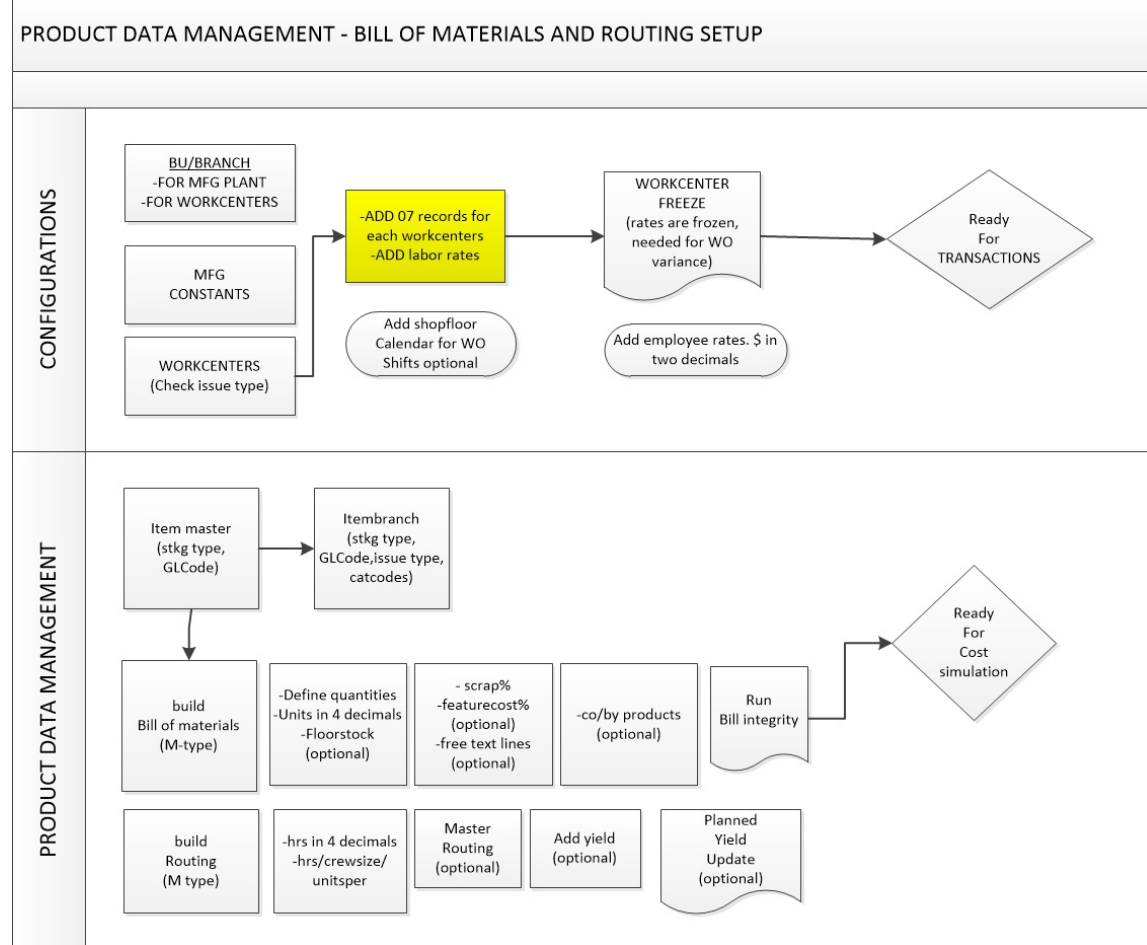 PRODUCT DATA MANAGEMENT - BILL OF MATERIALS AND ROUTING SETUP
CONFIGURATIONS
BU/BRANCH
-FOR MFG PLANT
-FOR WORKCENTERS
MFG
CONSTANTS
WORKCENTERS
(Check issue type)
-ADD 07 records for
each workcenters
-ADD labor rates
Add shopfloor
Calendar for WO
Shifts optional
WORKCENTER
FREEZE
(rates are frozen,
needed for WO
variance)
Add employee rates. $ in
two decimals
Ready
For
TRANSACTIONS
PRODUCT DATA MANAGEMENT
Item master
(stkg type,
GLCode)
Itembranch
(stkg type,
GLCode,issue type,
catcodes)
build
Bill of materials
(M-type)
-Define quantities
-Units in 4 decimals
-Floorstock
(optional)
- scrap%
-featurecost%
(optional)
-free text lines
(optional)
-co/by products
(optional)
Run
Bill integrity
Ready
For
Cost
simulation
build
Routing
(M type)
-hrs in 4 decimals
-hrs/crewsize/
unitsper
Master
Routing
(optional)
Add yield
(optional)
Planned
Yield
Update
(optional)